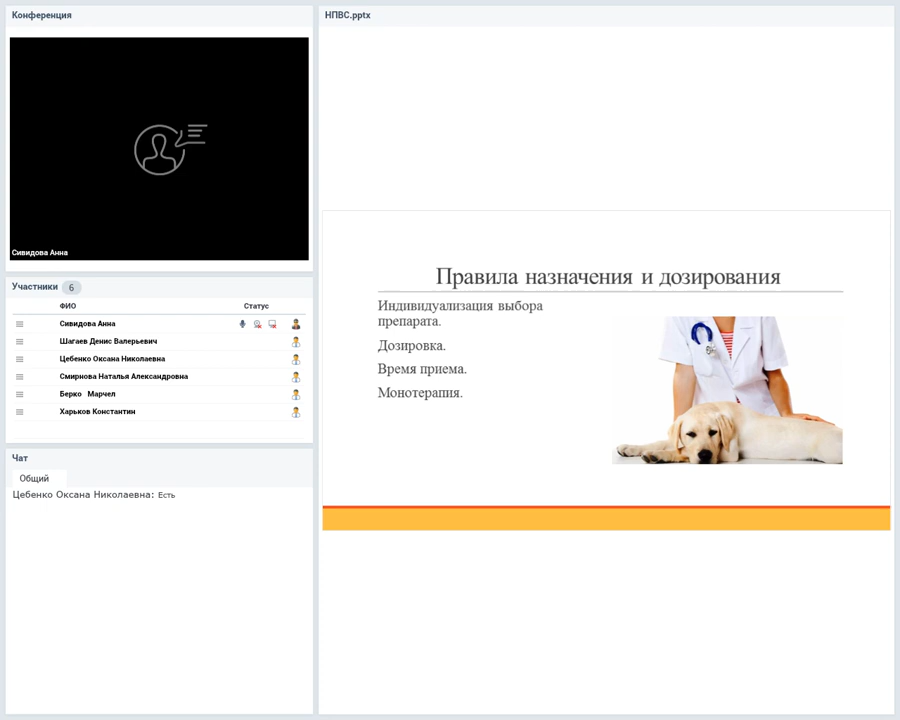 Конференция
Сивидова Анна
Участники 6
ФИО Статус
Сивидова Анна
Шагаев Денис Валерьевич
Цебенко Оксана Николаевна
Смирнова Наталья Александровна
Берко Марчел
Харьков Константин
Чат
Общий
Цебенко Оксана Николаевна: Есть
НПВС.pptx
Правила назначения и дозирования
Индивидуализация выбора
препарата.
Дозировка.
Время приема.
Монотерапия.